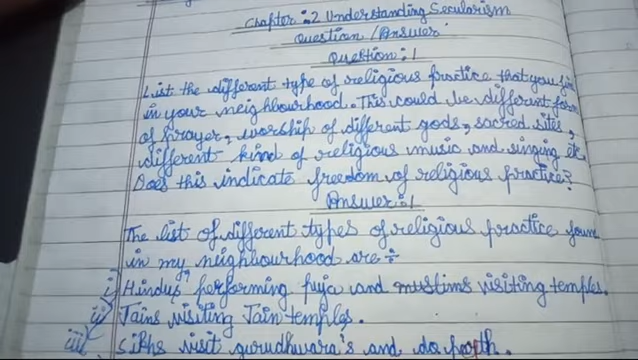 Chapter :2 Understanding Secularism
Question / Answer
Question : 1
List the different type of religious practice that you find
in your neighbourhood. This could be different form
of Prayer, worship of different gods, sacred sites,
different kind of religious music and singing etc.
Does this indicate freedom of religious practice?
Answer : 1
The list of different types of religious practice foun
in my neighbourhood are ÷
i) Hindus performing puja and muslims visiting temples.
ii) Jains visiting Jain temples.
iii) Sikhs visit gurudhwara's and do